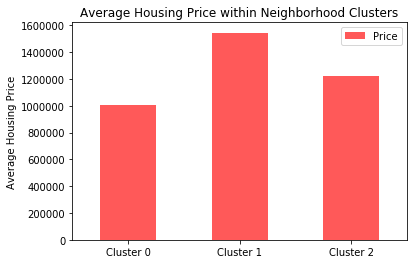 Average Housing Price within Neighborhood Clusters
Price
1600000
1400000
1200000
1000000
800000
600000
400000
200000
0
Average Housing Price
Cluster 0
Cluster 1
Cluster 2